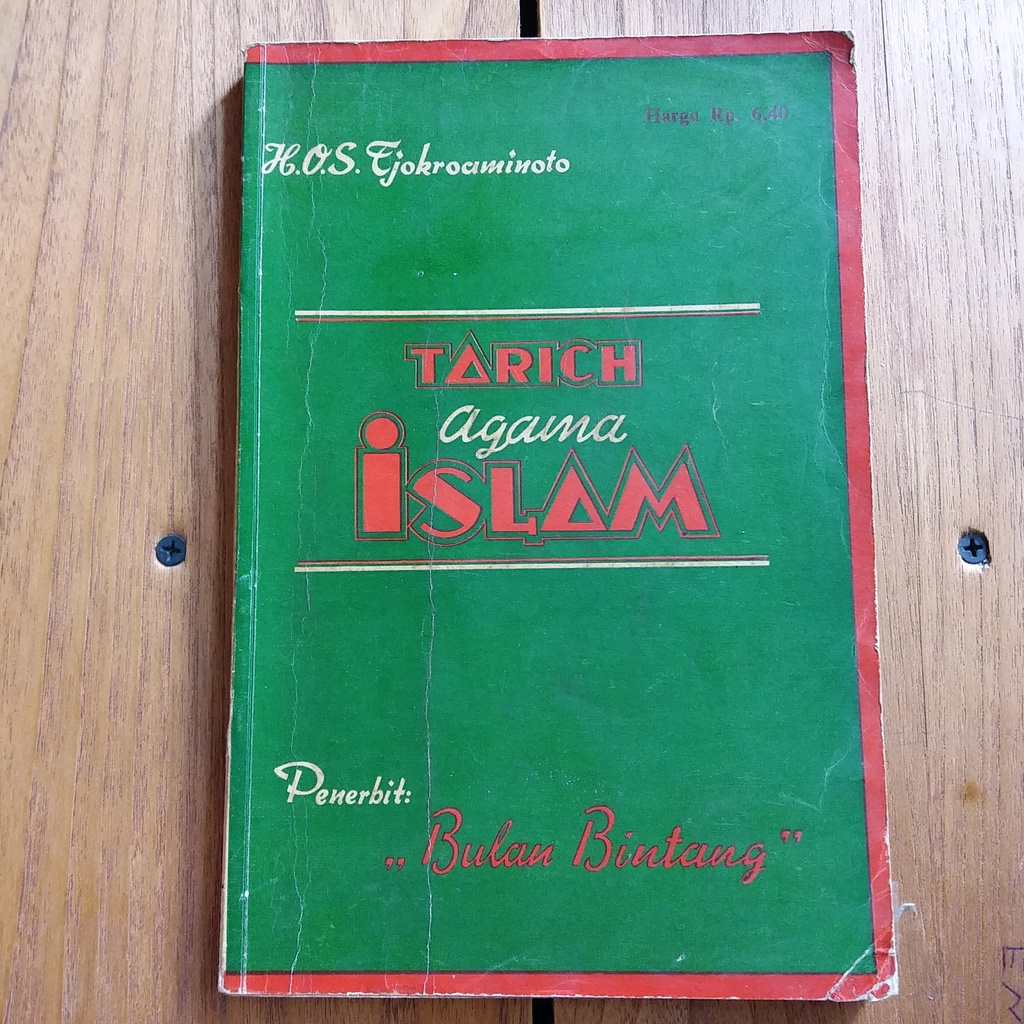 Harga Rp. 6,40
H.O.S. Tjokroaminoto
TARICH
Agama
iSLAM
Penerbit:
„Bulan Bintang”